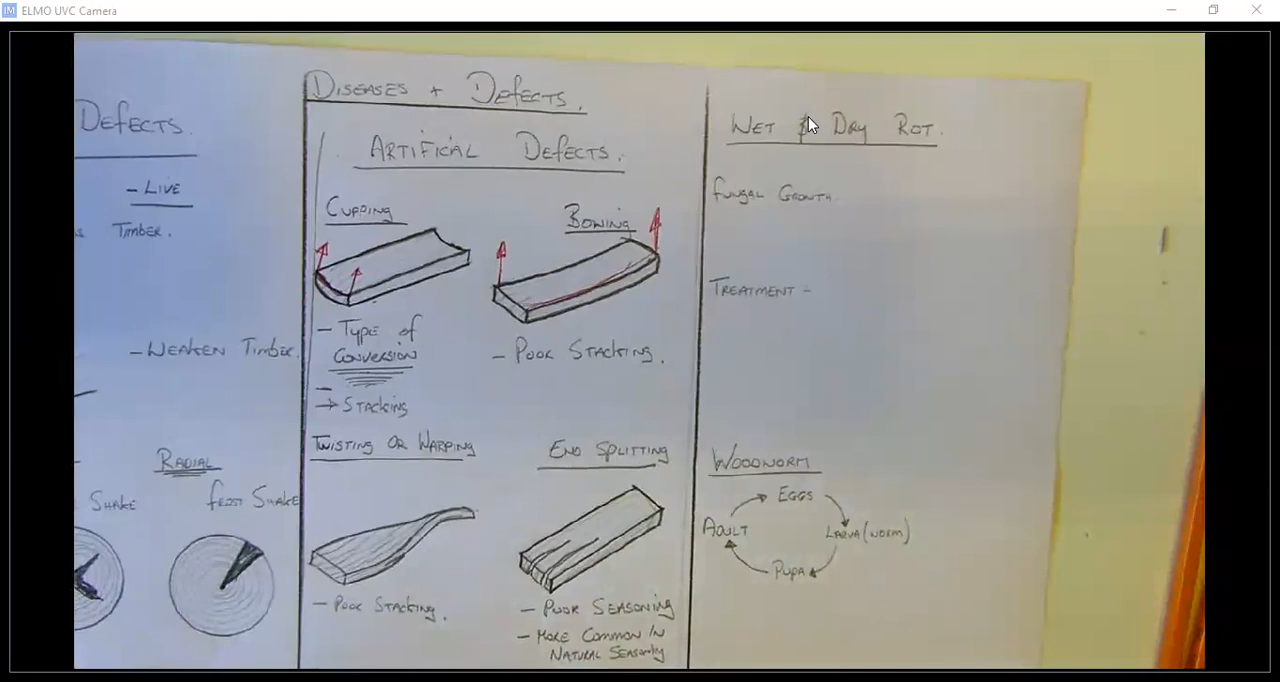 ELMO UVC Camera
Defects.
- Live
Timber.
- Weaken Timber.
Radial
Shake
Frost Shake
Diseases + Defects.
Artifical Defects.
Cupping
- Type of
Conversion
→ Stacking
Bowing
- Poor Stacking.
Twisting or Warping
- Poor Stacking.
End Splitting
- Poor Seasoning
- More Common in
Natural Seasoning
Wet & Dry Rot.
Fungal Growth.
Treatment -
Woodworm
Eggs
Larva (worm)
Pupa
Adult